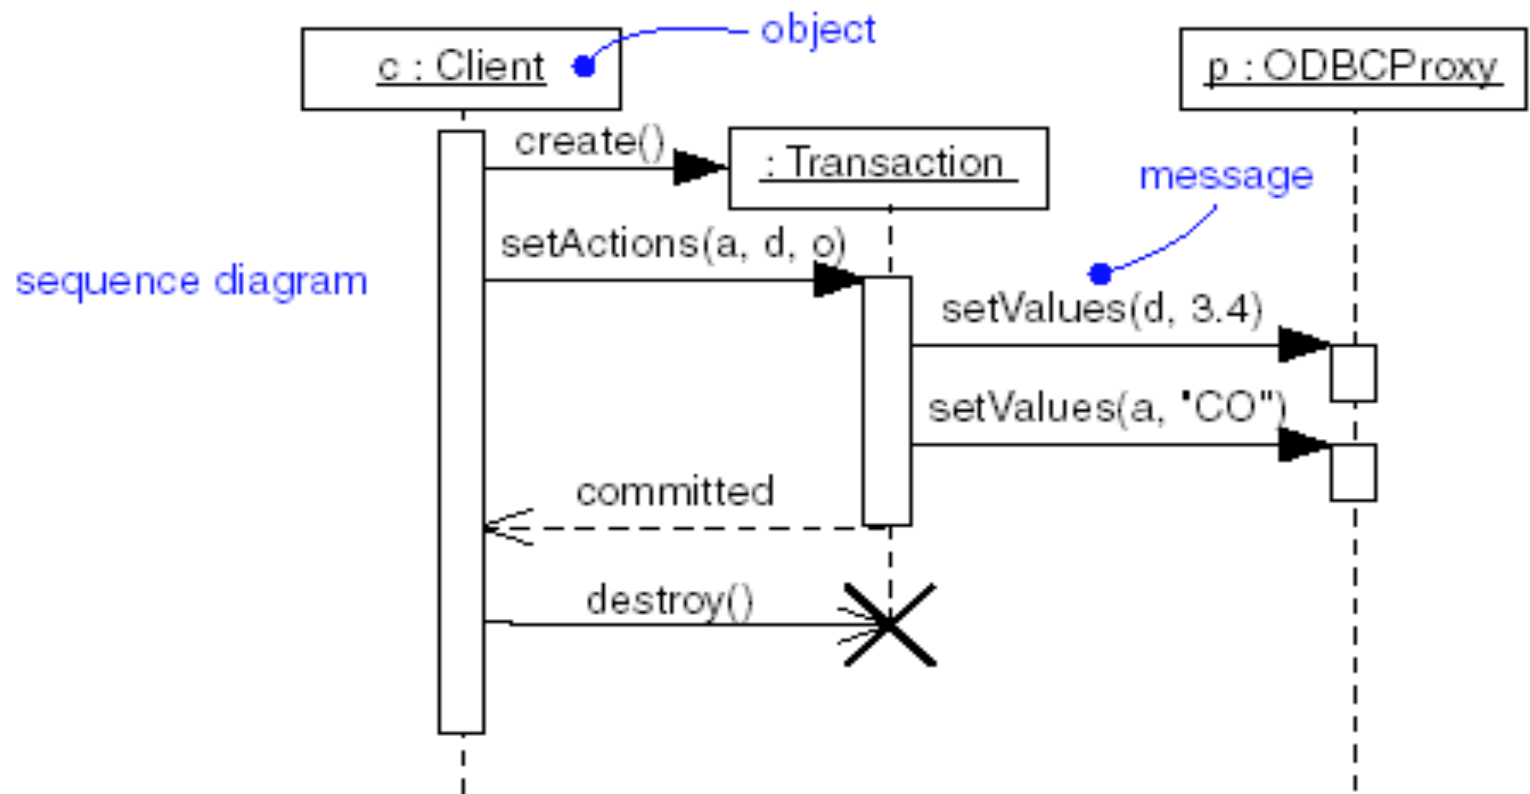 object
c : Client
p : ODBCProxy
create()
: Transaction
message
setActions(a, d, o)
sequence diagram
setValues(d, 3.4)
setValues(a, "CO")
committed
destroy()